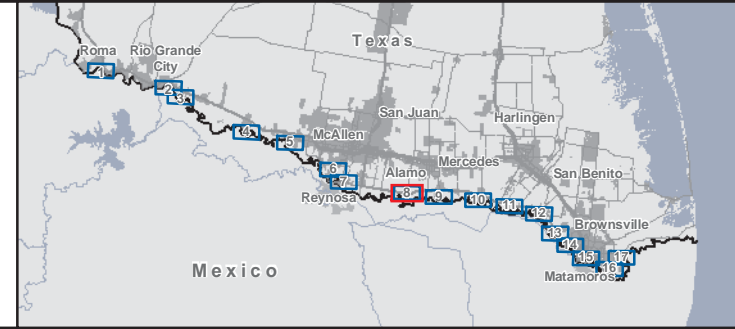 Texas
Roma
Rio Grande
City
1
2
3
4
5
McAllen
San Juan
Harlingen
6
7
Reynosa
Alamo
8
Mercedes
9
10
11
12
San Benito
13
14
15
16
17
Brownsville
Matamoros
Mexico